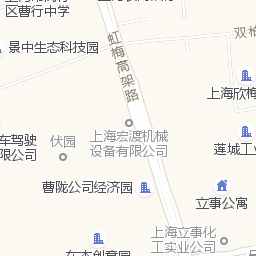 区曹行中学
景中生态科技园
虹梅高架路
双梅
上海欣梅
车驾驶
限公司
伏园
上海宏渡机械
设备有限公司
莲城工
曹陇公司经济园
立事公寓
上海立事化
工实业公司